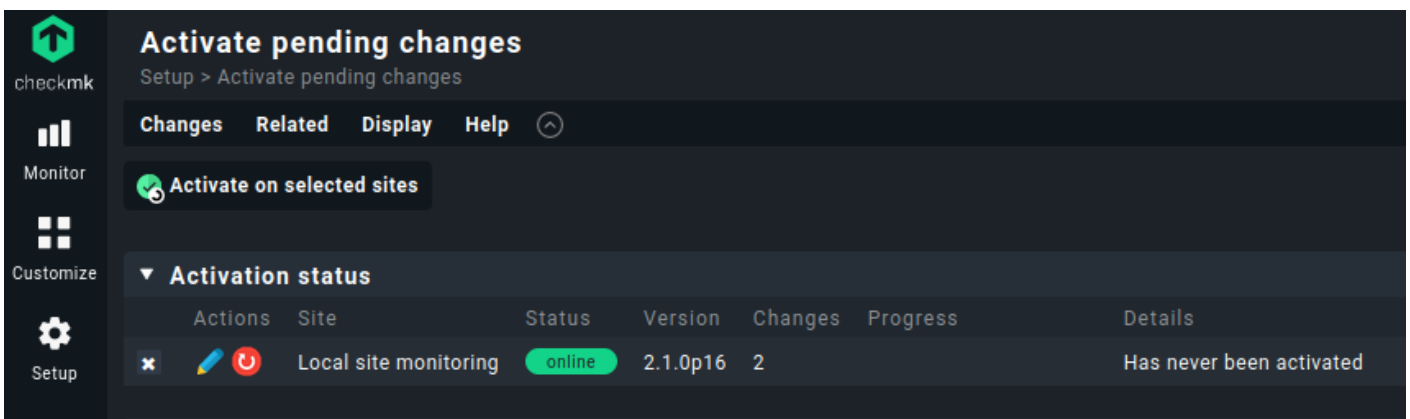 checkmk
Monitor
Customize
Setup
Activate pending changes
Setup > Activate pending changes
Changes Related Display Help
Activate on selected sites
Activation status
Actions Site Status Version Changes Progress Details
Local site monitoring online 2.1.0p16 2 Has never been activated